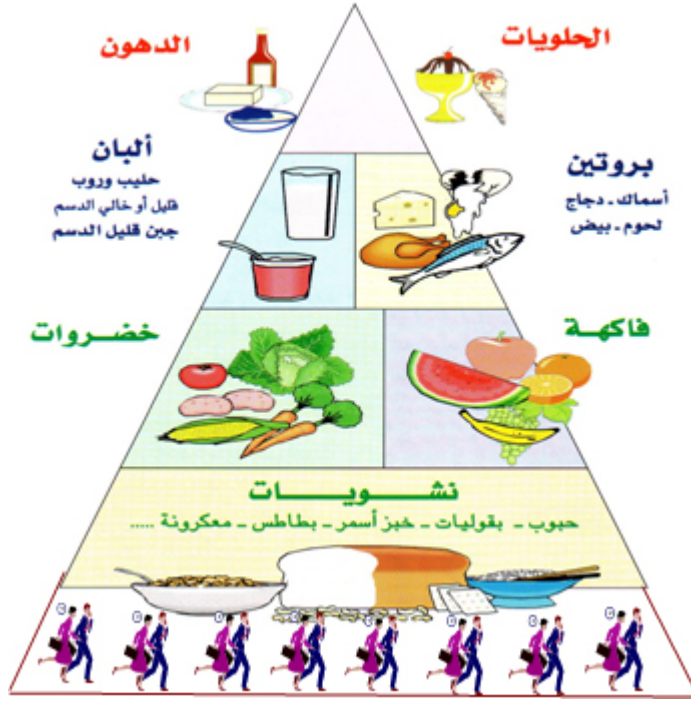 الحلويات
الدهون
بروتين
أسماك - دجاج
لحوم - بيض
ألبان
حليب وروب
قليل أو خالي الدسم
جبن قليل الدسم
فاكهة
خضروات
نشويات
حبوب - بقوليات - خبز أسمر - بطاطس - معكرونة .....